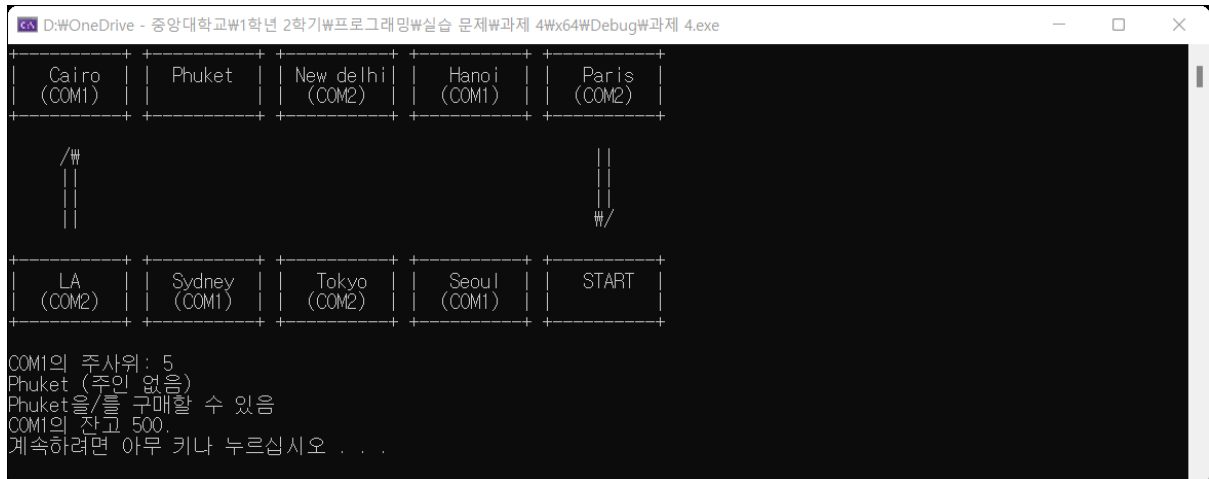 D:₩OneDrive - 중앙대학교₩1학년 2학기₩프로그래밍₩실습 문제₩과제 4₩x64₩Debug₩과제 4.exe
+----------+ +----------+ +----------+ +----------+ +----------+
|   Cairo  | |  Phuket  | | New delhi| |   Hanoi  | |   Paris  |
|  (COM1)  | |          | |  (COM2)  | |  (COM1)  | |  (COM2)  |
+----------+ +----------+ +----------+ +----------+ +----------+
/₩ ||
|| ||
|| ||
|| ₩/
+----------+ +----------+ +----------+ +----------+ +----------+
|    LA    | |  Sydney  | |   Tokyo  | |   Seoul  | |   START  |
|  (COM2)  | |  (COM1)  | |  (COM2)  | |  (COM1)  | |          |
+----------+ +----------+ +----------+ +----------+ +----------+
COM1의 주사위: 5
Phuket (주인 없음)
Phuket을/를 구매할 수 있음
COM1의 잔고 500.
계속하려면 아무 키나 누르십시오 . . .